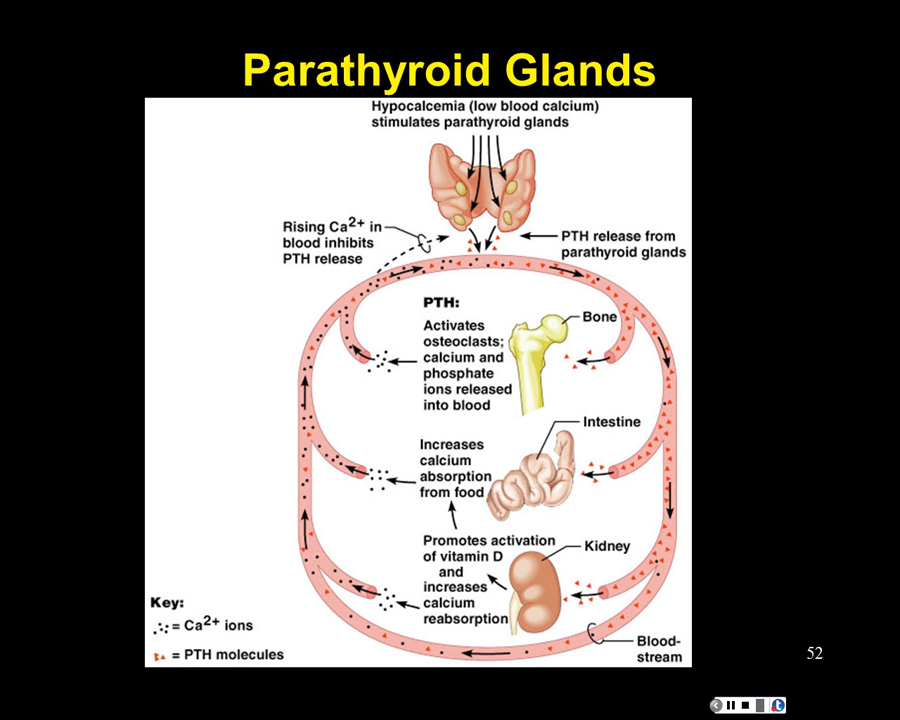 Parathyroid Glands
Hypocalcemia (low blood calcium)
stimulates parathyroid glands
Rising Ca2+ in
blood inhibits
PTH release
PTH release from
parathyroid glands
PTH:
Activates
osteoclasts;
calcium and
phosphate
ions released
into blood
Bone
Intestine
Increases
calcium
absorption
from food
Promotes activation
of vitamin D
and
increases
calcium
reabsorption
Kidney
Key:
= Ca2+ ions
= PTH molecules
Blood-
stream
52